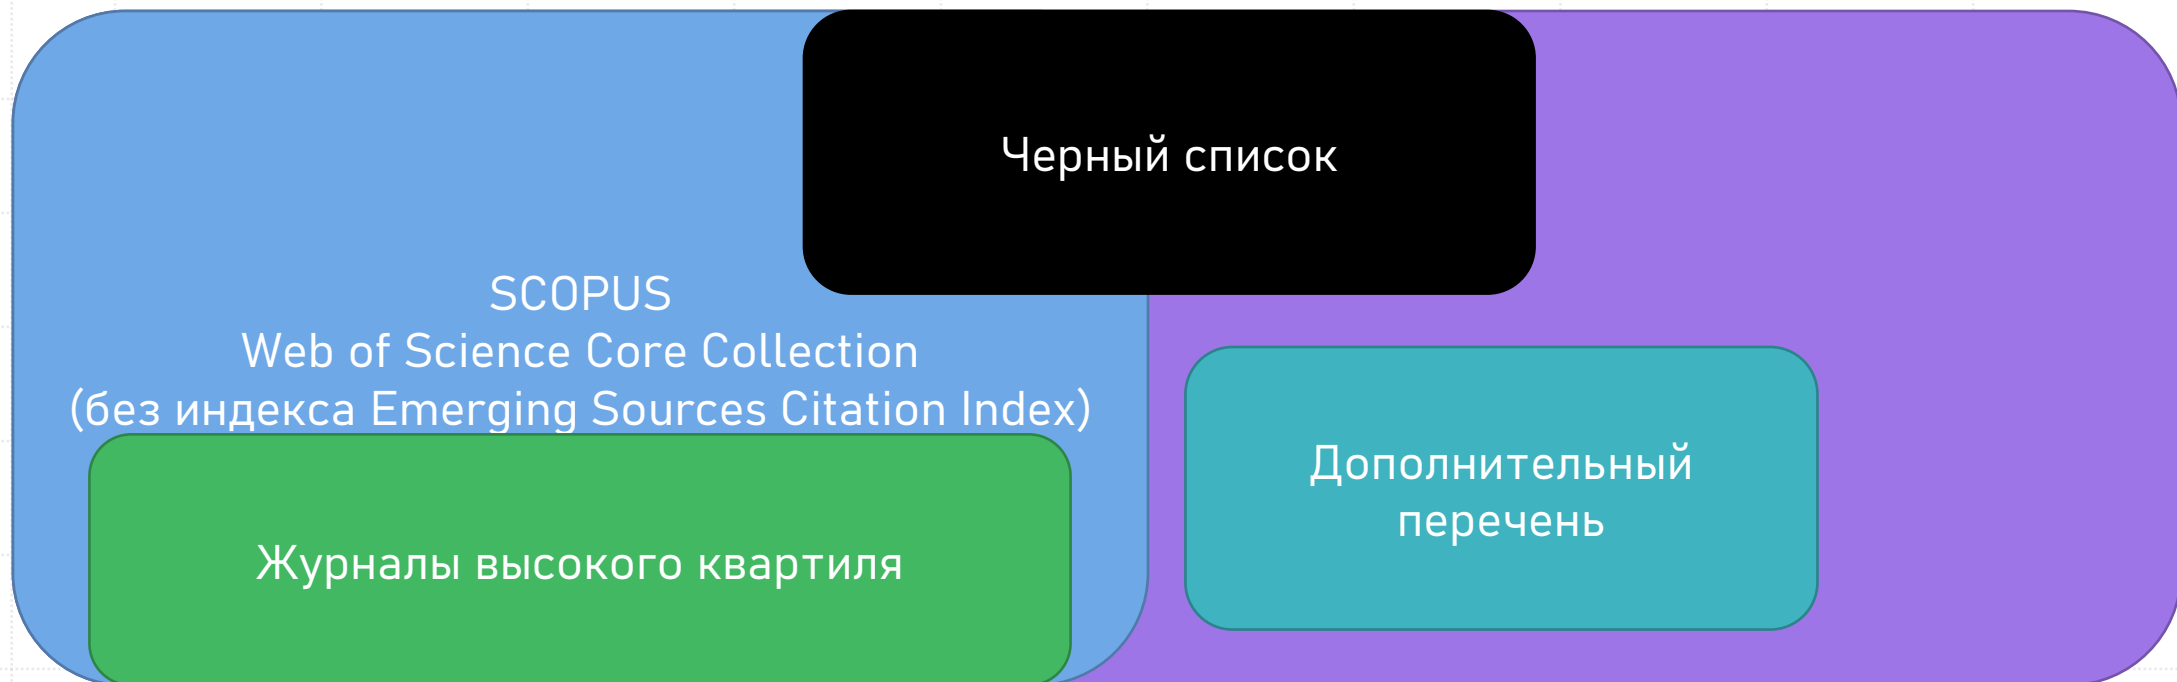 Черный список
SCOPUS
Web of Science Core Collection
(без индекса Emerging Sources Citation Index)
Дополнительный
перечень
Журналы высокого квартиля